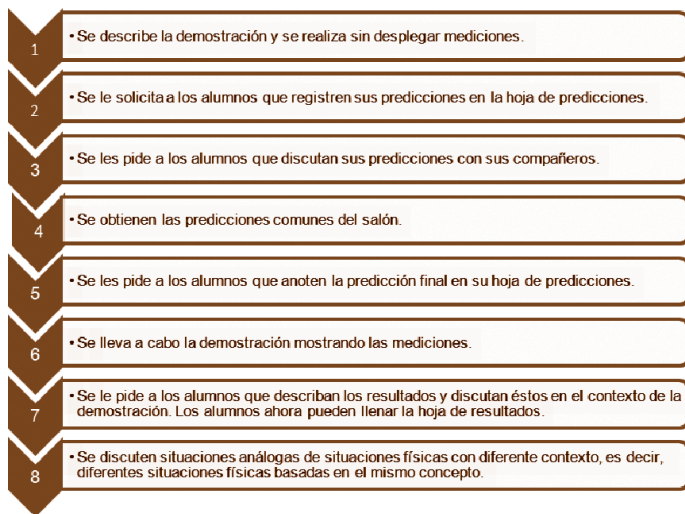 1
• Se describe la demostración y se realiza sin desplegar mediciones.
2
• Se le solicita a los alumnos que registren sus predicciones en la hoja de predicciones.
3
• Se les pide a los alumnos que discutan sus predicciones con sus compañeros.
4
• Se obtienen las predicciones comunes del salón.
5
• Se les pide a los alumnos que anoten la predicción final en su hoja de predicciones.
6
• Se lleva a cabo la demostración mostrando las mediciones.
7
• Se le pide a los alumnos que describan los resultados y discutan éstos en el contexto de la
demostración. Los alumnos ahora pueden llenar la hoja de resultados.
8
• Se discuten situaciones análogas de situaciones físicas con diferente contexto, es decir,
diferentes situaciones físicas basadas en el mismo concepto.